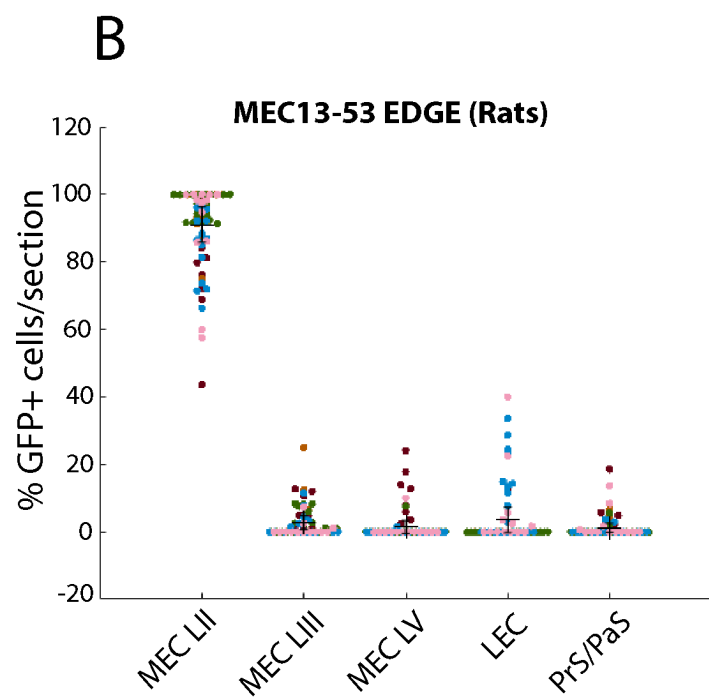 B
MEC13-53 EDGE (Rats)
% GFP+ cells/section
120
100
80
60
40
20
0
-20
MEC LII
MEC LIII
MEC LV
LEC
PrS/PaS